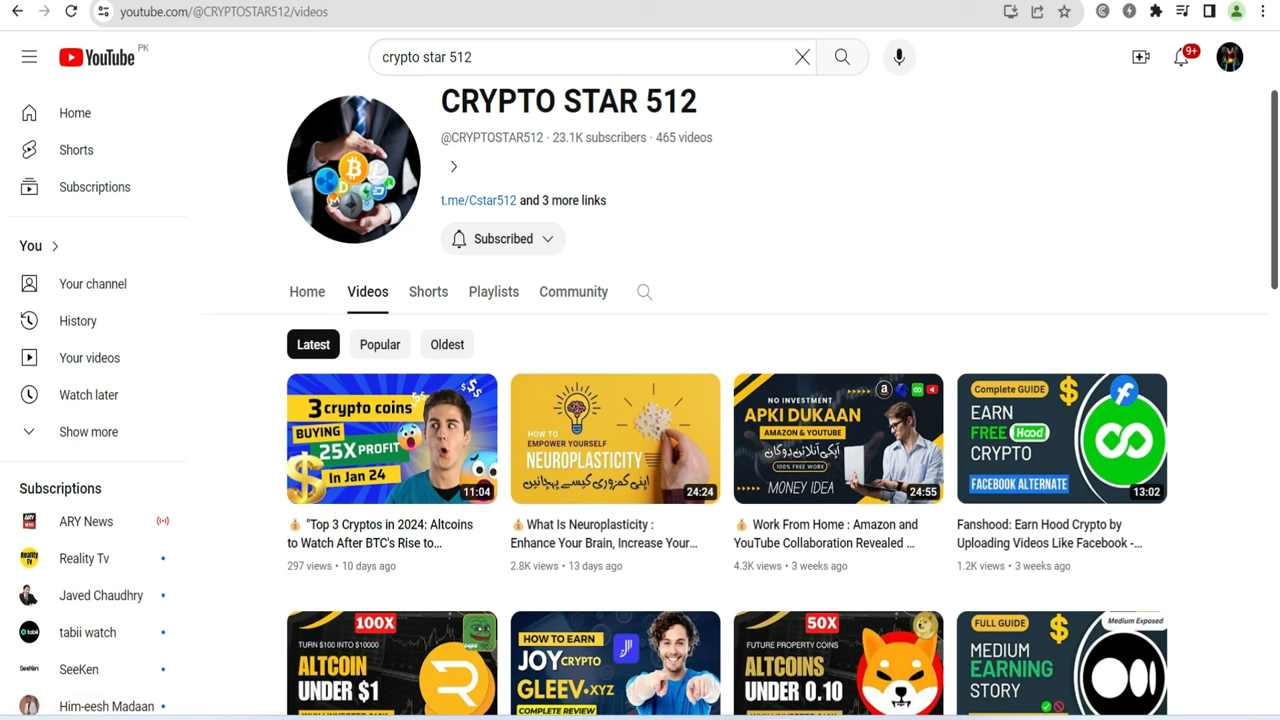 youtube.com/@CRYPTOSTAR512/videos
YouTube PK
crypto star 512
9+
Home
Shorts
Subscriptions
You
Your channel
History
Your videos
Watch later
Show more
Subscriptions
ARY News
Reality Tv
Javed Chaudhry
tabii watch
SeeKen
Him-eesh Madaan
CRYPTO STAR 512
@CRYPTOSTAR512 · 23.1K subscribers · 465 videos
t.me/Cstar512 and 3 more links
Subscribed
Home Videos Shorts Playlists Community
Latest Popular Oldest
3 crypto coins
BUYING
25X PROFIT
In Jan 24
11:04
💰 "Top 3 Cryptos in 2024: Altcoins
to Watch After BTC's Rise to...
297 views • 10 days ago
HOW TO
EMPOWER YOURSELF
NEUROPLASTICITY
اپنی کمزوری کیسے پہچانیں
24:24
💰 What Is Neuroplasticity :
Enhance Your Brain, Increase Your...
2.8K views • 13 days ago
NO INVESTMENT
APKI DUKAAN
AMAZON & YOUTUBE
آپکی آنلائن دوکان
100% FREE WORK
MONEY IDEA
24:55
💰 Work From Home : Amazon and
YouTube Collaboration Revealed ...
4.3K views • 3 weeks ago
Complete GUIDE
EARN
FREE Hood
CRYPTO
FACEBOOK ALTERNATE
13:02
Fanshood: Earn Hood Crypto by
Uploading Videos Like Facebook -...
1.2K views • 3 weeks ago
100X
TURN $100 INTO $10000
ALTCOIN
UNDER $1
HOW TO EARN
JOY CRYPTO
GLEEV•XYZ
COMPLETE REVIEW
50X
FUTURE PROPERTY COINS
ALTCOINS
UNDER 0.10
FULL GUIDE
Medium Exposed
MEDIUM
EARNING
STORY